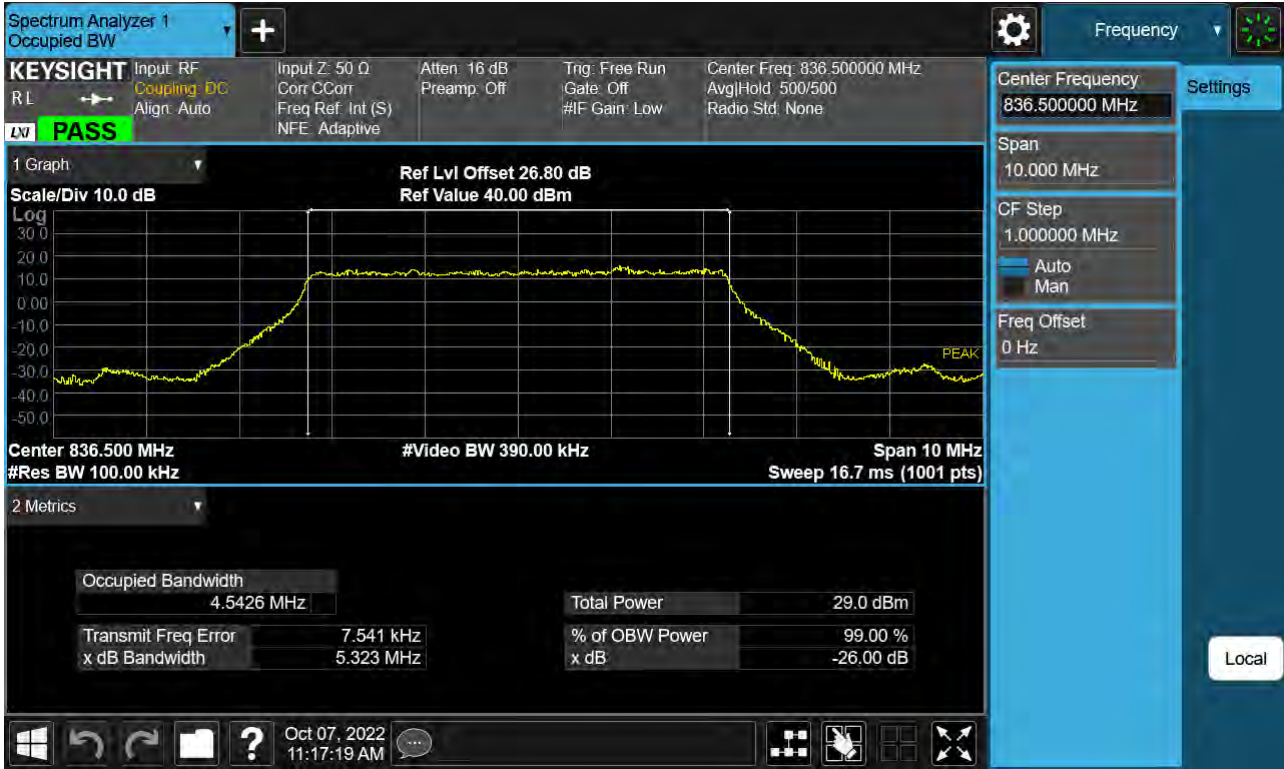 Spectrum Analyzer 1
Occupied BW
Frequency
KEYSIGHT
RL
LXI
PASS
Input: RF
Coupling: DC
Align: Auto
Input Z: 50 Ω
Corr CCorr
Freq Ref: Int (S)
NFE: Adaptive
Atten: 16 dB
Preamp: Off
Trig: Free Run
Gate: Off
#IF Gain: Low
Center Freq: 836.500000 MHz
Avg|Hold: 500/500
Radio Std: None
1 Graph
Scale/Div 10.0 dB
Ref Lvl Offset 26.80 dB
Ref Value 40.00 dBm
Log
30.0
20.0
10.0
0.00
-10.0
-20.0
-30.0
-40.0
-50.0
PEAK
Center 836.500 MHz
#Video BW 390.00 kHz
Span 10 MHz
#Res BW 100.00 kHz
Sweep 16.7 ms (1001 pts)
2 Metrics
Occupied Bandwidth
4.5426 MHz
Total Power 29.0 dBm
Transmit Freq Error 7.541 kHz
% of OBW Power 99.00 %
x dB Bandwidth 5.323 MHz
x dB -26.00 dB
Center Frequency
836.500000 MHz
Settings
Span
10.000 MHz
CF Step
1.000000 MHz
Auto
Man
Freq Offset
0 Hz
Local
?
Oct 07, 2022
11:17:19 AM